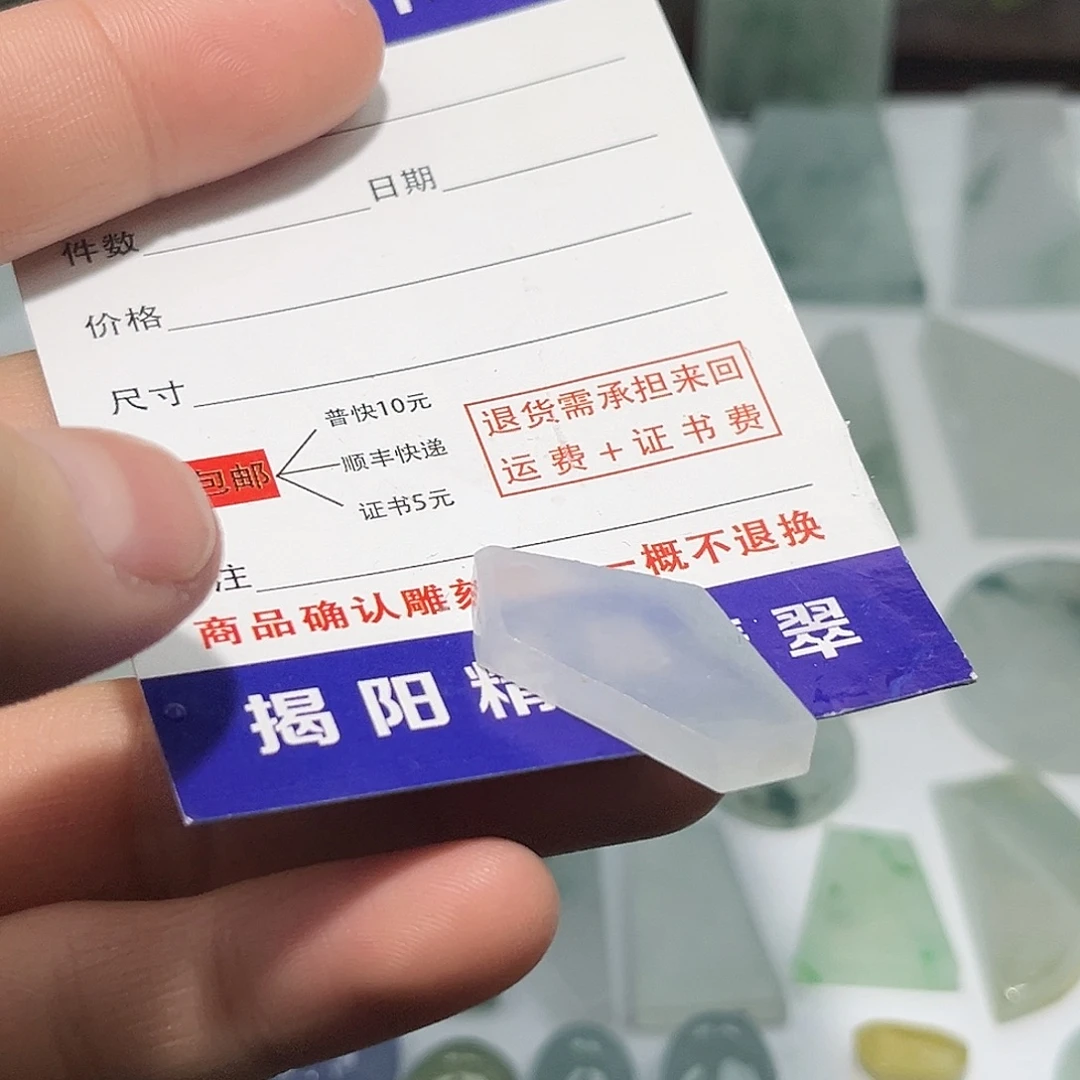 日期
件数
价格
尺寸
普快10元
包邮
顺丰快递
证书5元
退货需承担来回
运费+证书费
注
商品确认雕刻 一概不退换
揭阳精 翠